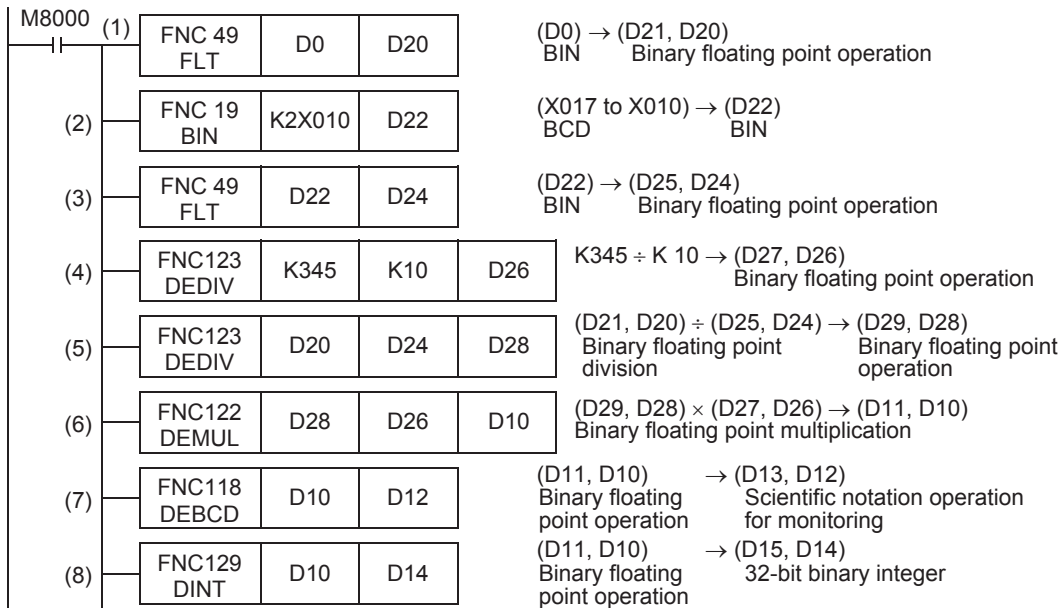 M8000
(1)
FNC 49
FLT
D0
D20
(D0) → (D21, D20)
BIN Binary floating point operation
(2)
FNC 19
BIN
K2X010
D22
(X017 to X010) → (D22)
BCD BIN
(3)
FNC 49
FLT
D22
D24
(D22) → (D25, D24)
BIN Binary floating point operation
(4)
FNC123
DEDIV
K345
K10
D26
K345 ÷ K 10 → (D27, D26)
Binary floating point operation
(5)
FNC123
DEDIV
D20
D24
D28
(D21, D20) ÷ (D25, D24) → (D29, D28)
Binary floating point Binary floating point
division operation
(6)
FNC122
DEMUL
D28
D26
D10
(D29, D28) × (D27, D26) → (D11, D10)
Binary floating point multiplication
(7)
FNC118
DEBCD
D10
D12
(D11, D10) → (D13, D12)
Binary floating Scientific notation operation
point operation for monitoring
(8)
FNC129
DINT
D10
D14
(D11, D10) → (D15, D14)
Binary floating 32-bit binary integer
point operation